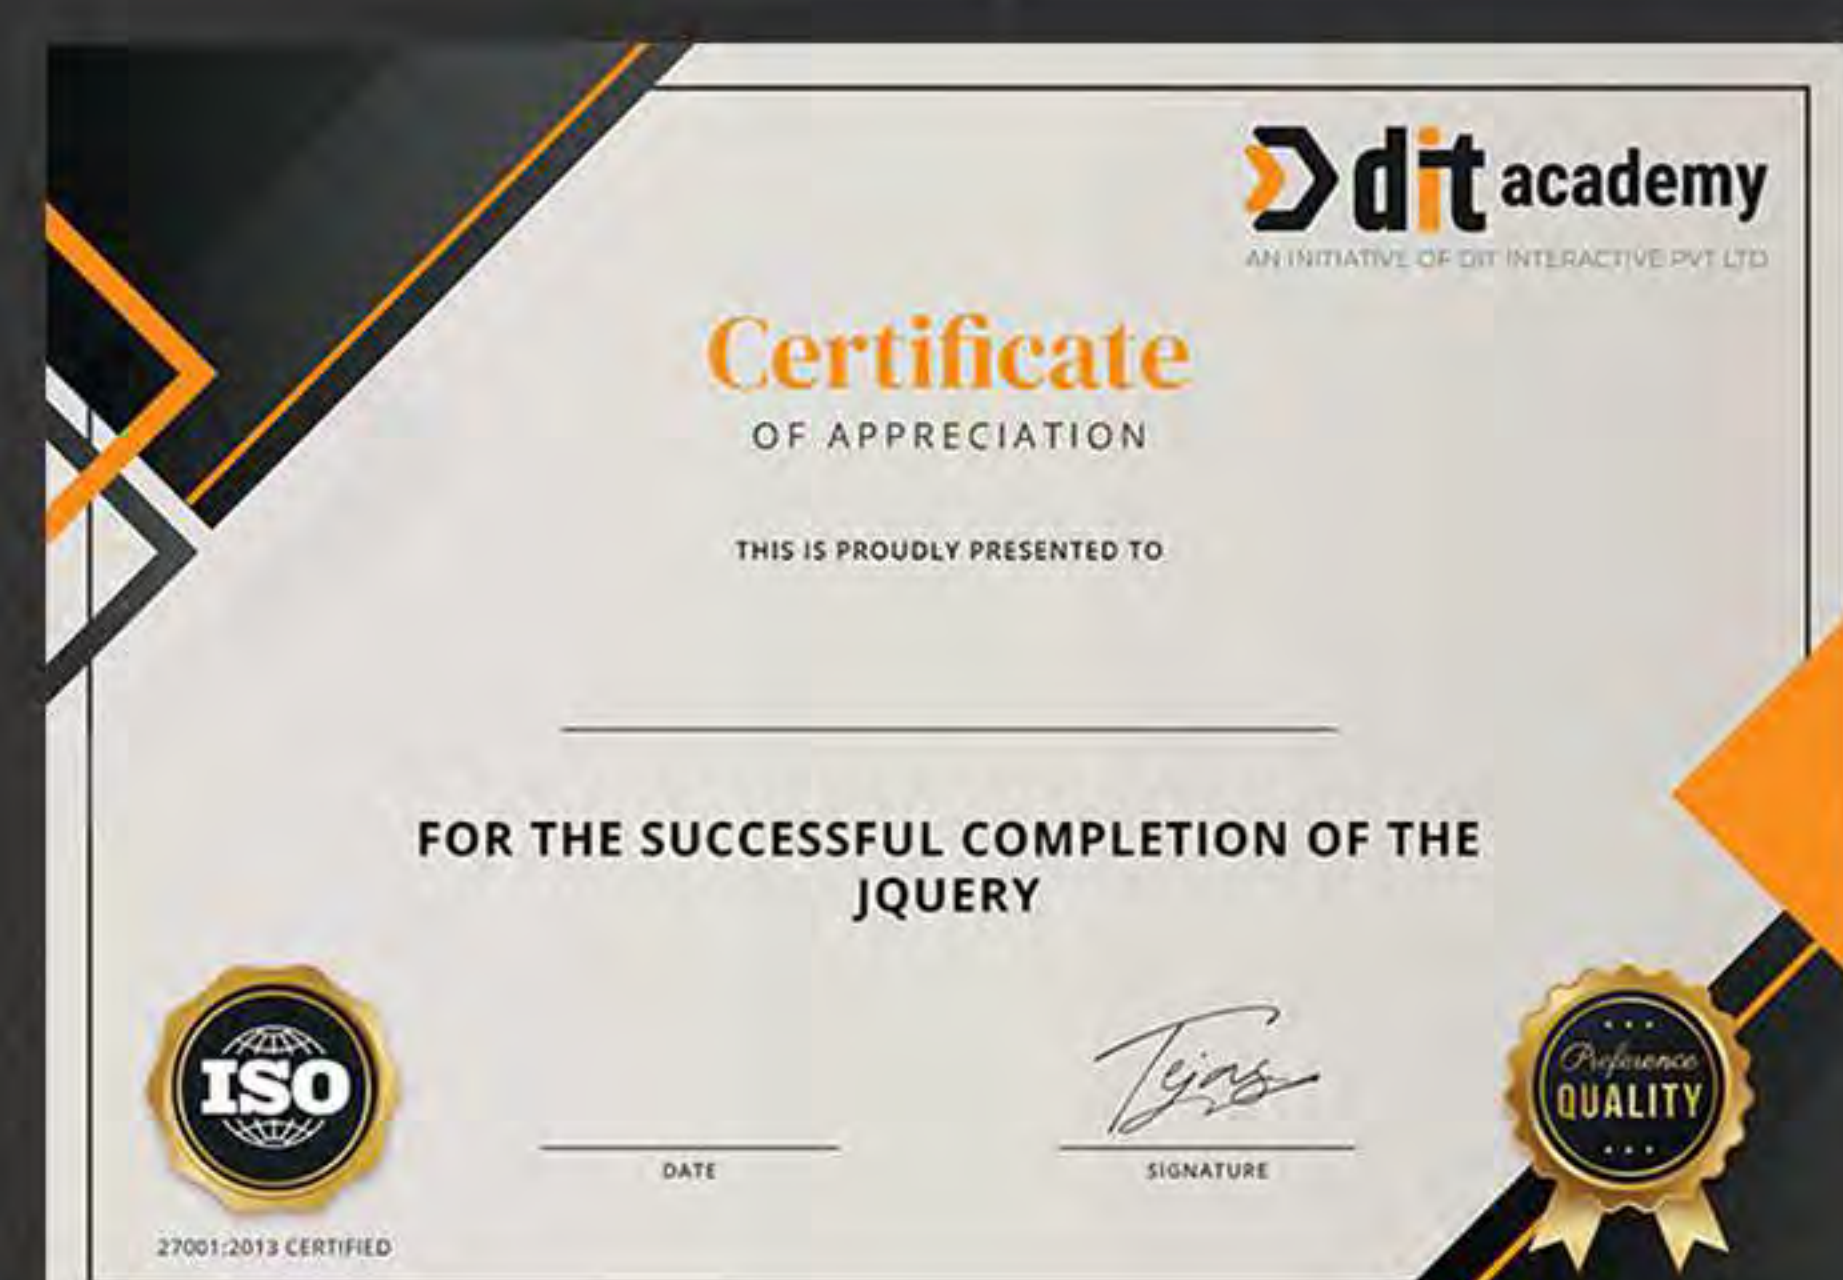 dit academy
AN INITIATIVE OF DIT INTERACTIVE PVT LTD
Certificate
OF APPRECIATION
THIS IS PROUDLY PRESENTED TO
FOR THE SUCCESSFUL COMPLETION OF THE
JQUERY
ISO
27001:2013 CERTIFIED
DATE
Tejas
SIGNATURE
Preference
QUALITY